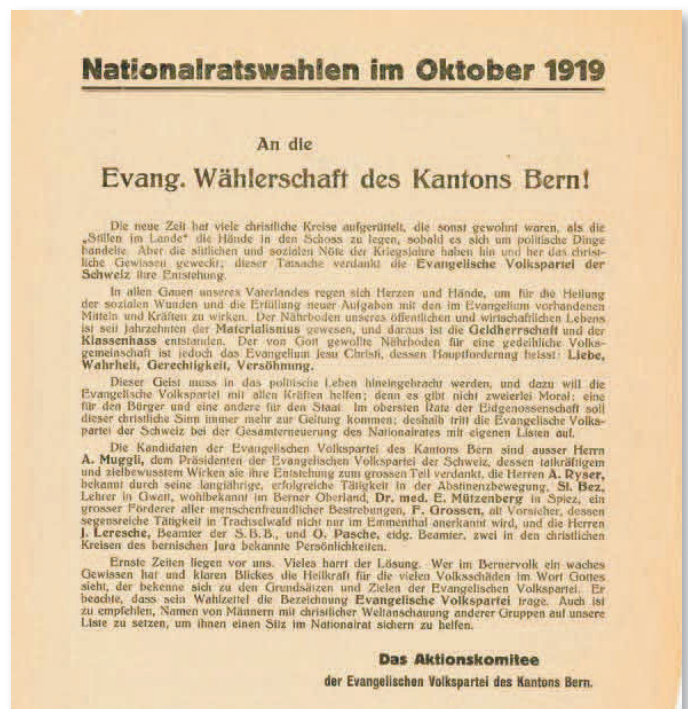 Nationalratswahlen im Oktober 1919
An die
Evang. Wählerschaft des Kantons Bern!
Die neue Zeit hat viele christliche Kreise aufgerüttelt, die sonst gewohnt waren, als die
„Stillen im Lande“ die Hände in den Schoss zu legen, sobald es sich um politische Dinge
handelte. Aber die sittlichen und sozialen Nöte der Kriegsjahre haben hin und her das christ-
liche Gewissen geweckt; dieser Tatsache verdankt die Evangelische Volkspartei der
Schweiz ihre Entstehung.
In allen Gauen unseres Vaterlandes regen sich Herzen und Hände, um für die Heilung
der sozialen Wunden und die Erfüllung neuer Aufgaben mit den im Evangelium vorhandenen
Mitteln und Kräften zu wirken. Der Nährboden unseres öffentlichen und wirtschaftlichen Lebens
ist seit Jahrzehnten der Materialismus gewesen, und daraus ist die Geldherrschaft und der
Klassenhass entstanden. Der von Gott gewollte Nährboden für eine gedeihliche Volks-
gemeinschaft ist jedoch das Evangelium Jesu Christi, dessen Hauptforderung heisst: Liebe,
Wahrheit, Gerechtigkeit, Versöhnung.
Dieser Geist muss in das politische Leben hineingebracht werden, und dazu will die
Evangelische Volkspartei mit allen Kräften helfen; denn es gibt nicht zweierlei Moral; eine
für den Bürger und eine andere für den Staat. Im obersten Rate der Eidgenossenschaft soll
dieser christliche Sinn immer mehr zur Geltung kommen; deshalb tritt die Evangelische Volks-
partei der Schweiz bei der Gesamterneuerung des Nationalrates mit eigenen Listen auf.
Die Kandidaten der Evangelischen Volkspartei des Kantons Bern sind ausser Herrn
A. Muggli, dem Präsidenten der Evangelischen Volkspartei der Schweiz, dessen tatkräftigem
und zielbewusstem Wirken sie ihre Entstehung zum grossen Teil verdankt, die Herren A. Ryser,
bekannt durch seine langjährige, erfolgreiche Tätigkeit in der Abstinenzbewegung, St. Bez,
Lehrer in Gwatt, wohlbekannt im Berner Oberland, Dr. med. E. Mützenberg in Spiez, ein
grosser Förderer aller menschenfreundlicher Bestrebungen, F. Grossen, alt Vorsteher, dessen
segensreiche Tätigkeit in Trachselwald nicht nur im Emmenthal anerkannt wird, und die Herren
J. Leresche, Beamter der S.B.B., und O. Pasche, eidg. Beamter, zwei in den christlichen
Kreisen des bernischen Jura bekannte Persönlichkeiten.
Ernste Zeiten liegen vor uns. Vieles harrt der Lösung. Wer im Bernervolk ein waches
Gewissen hat und klaren Blickes die Heilkraft für die vielen Volksschäden im Wort Gottes
sieht, der bekenne sich zu den Grundsätzen und Zielen der Evangelischen Volkspartei. Er
beachte, dass sein Wahlzettel die Bezeichnung Evangelische Volkspartei trage. Auch ist
zu empfehlen, Namen von Männern mit christlicher Weltanschauung anderer Gruppen auf unsere
Liste zu setzen, um ihnen einen Sitz im Nationalrat sichern zu helfen.
Das Aktionskomitee
der Evangelischen Volkspartei des Kantons Bern.